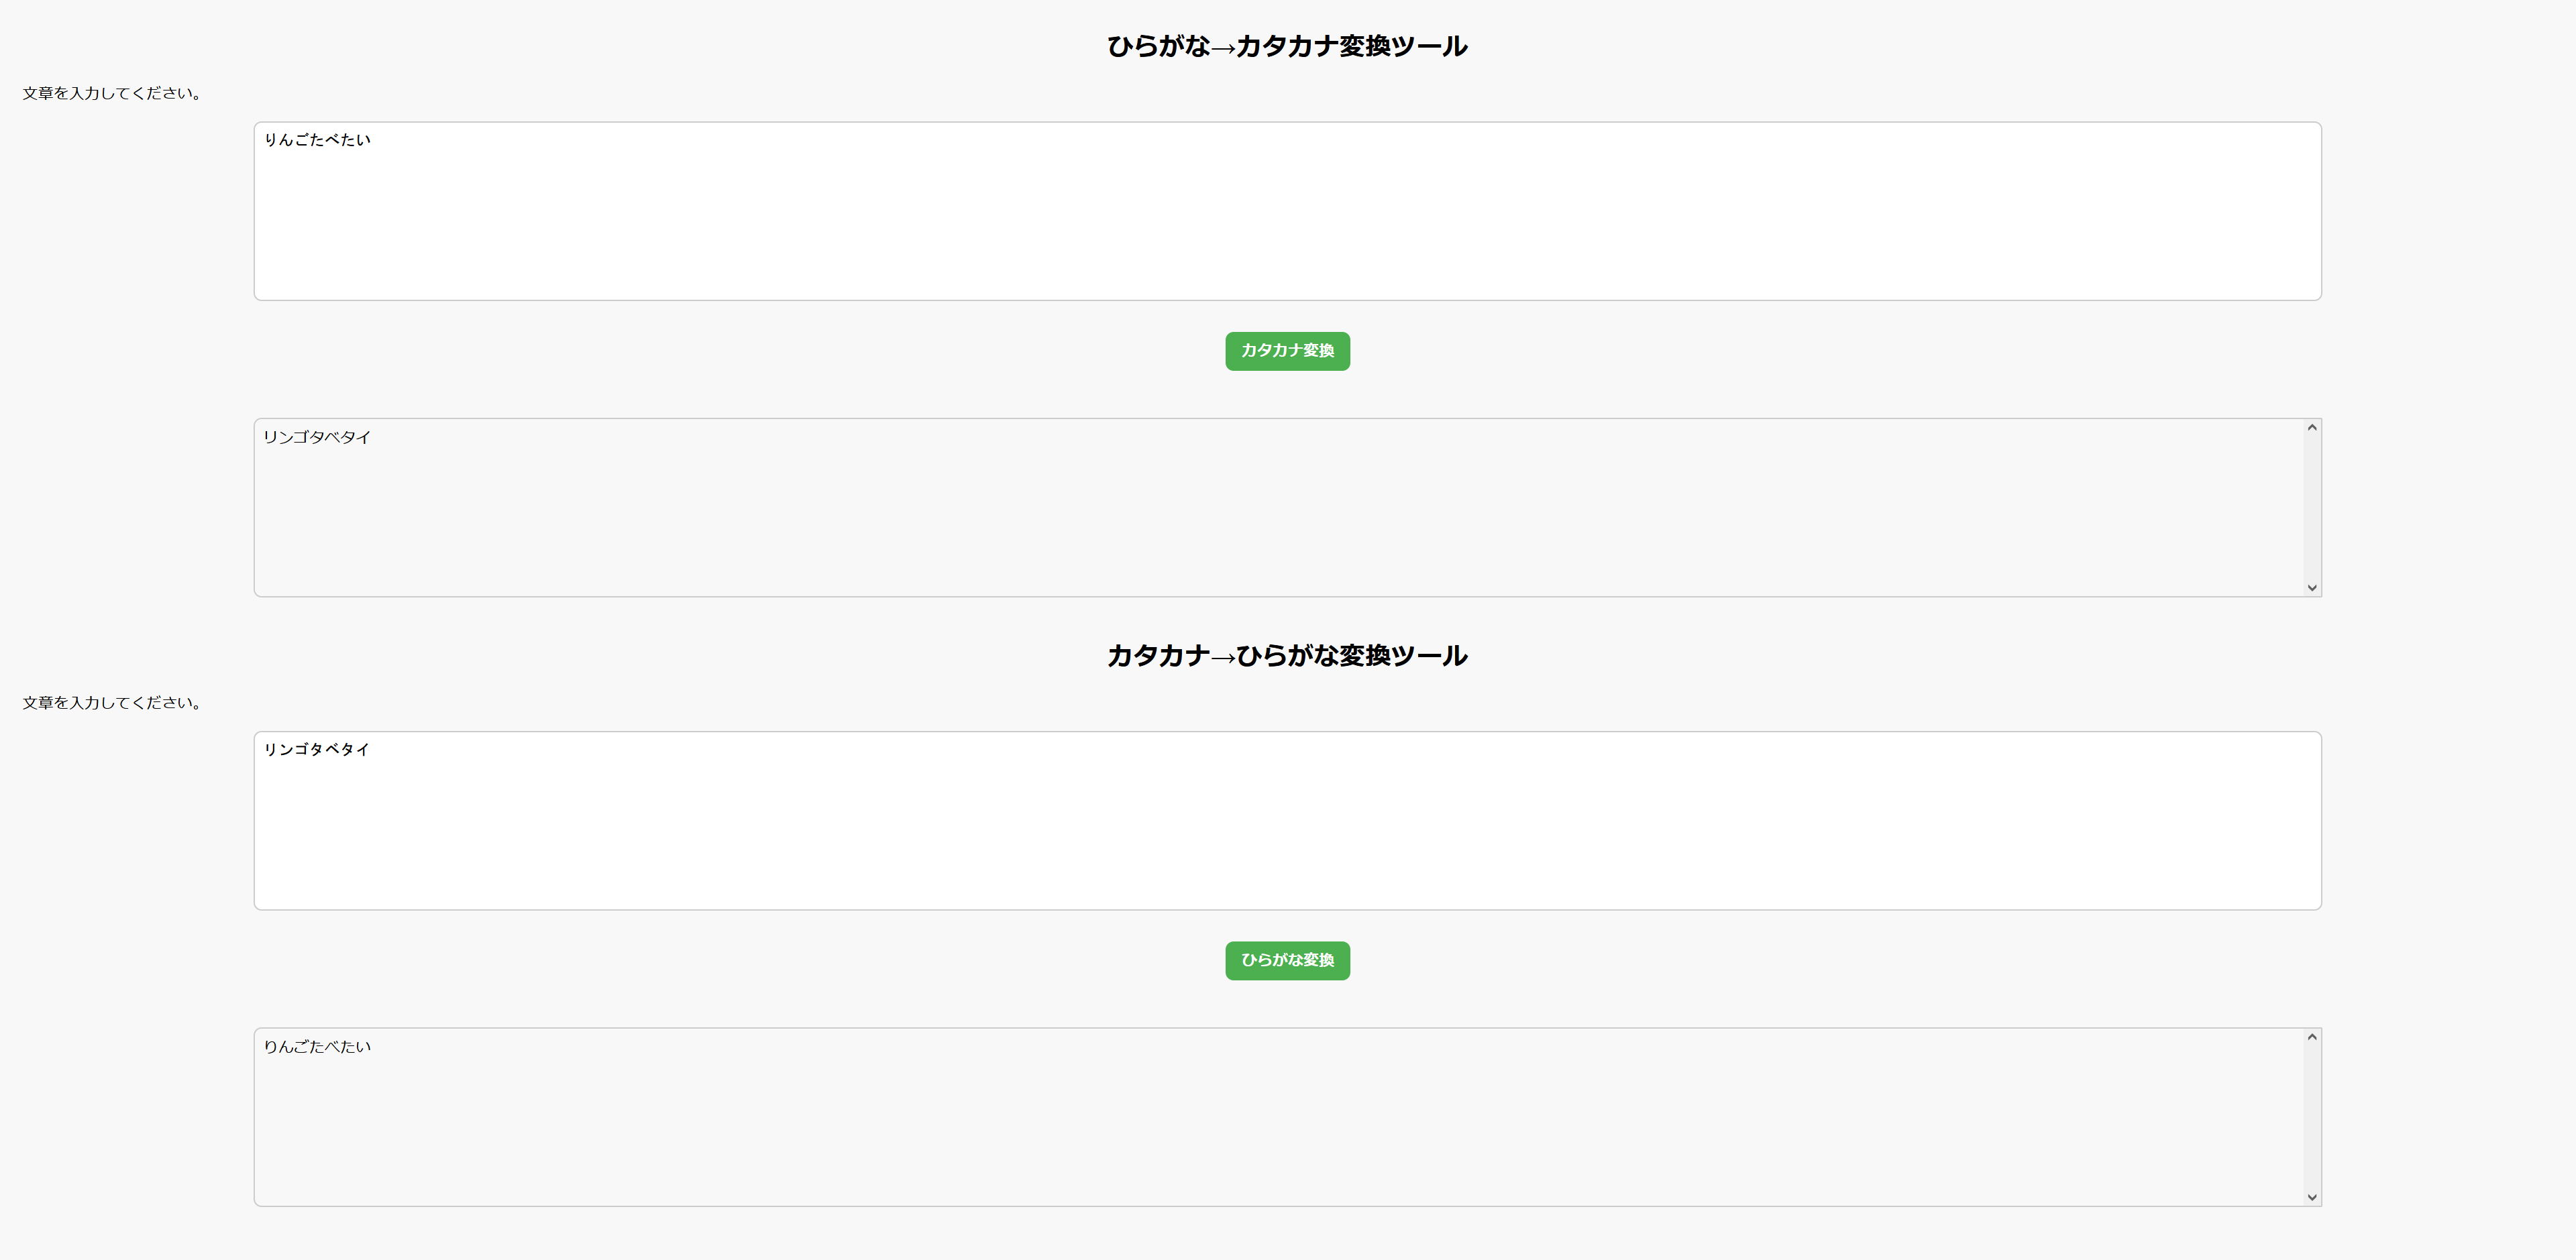 ひらがな→カタカナ変換ツール
文章を入力してください。
りんごたべたい
カタカナ変換
リンゴタベタイ
カタカナ→ひらがな変換ツール
文章を入力してください。
リンゴタベタイ
ひらがな変換
りんごたべたい